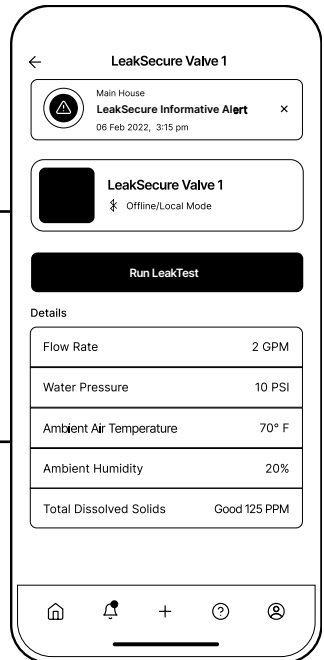 LeakSecure Valve 1
Main House
LeakSecure Informative Alert
06 Feb 2022, 3:15 pm
LeakSecure Valve 1
Offline/Local Mode
Run LeakTest
Details
Flow Rate 2 GPM
Water Pressure 10 PSI
Ambient Air Temperature 70° F
Ambient Humidity 20%
Total Dissolved Solids Good 125 PPM